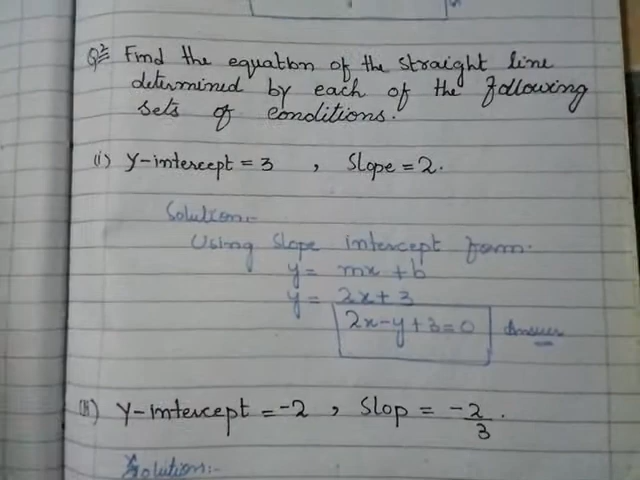 Q2 Find the equation of the straight line
determined by each of the following
sets of conditions.
(i) Y-intercept = 3 , Slope = 2.
Solution:-
Using Slope intercept form.
y = mx + b
y = 2x + 3
2x - y + 3 = 0 Answer
(ii) Y-intercept = -2 , Slop = -2/3 .
Solution:-